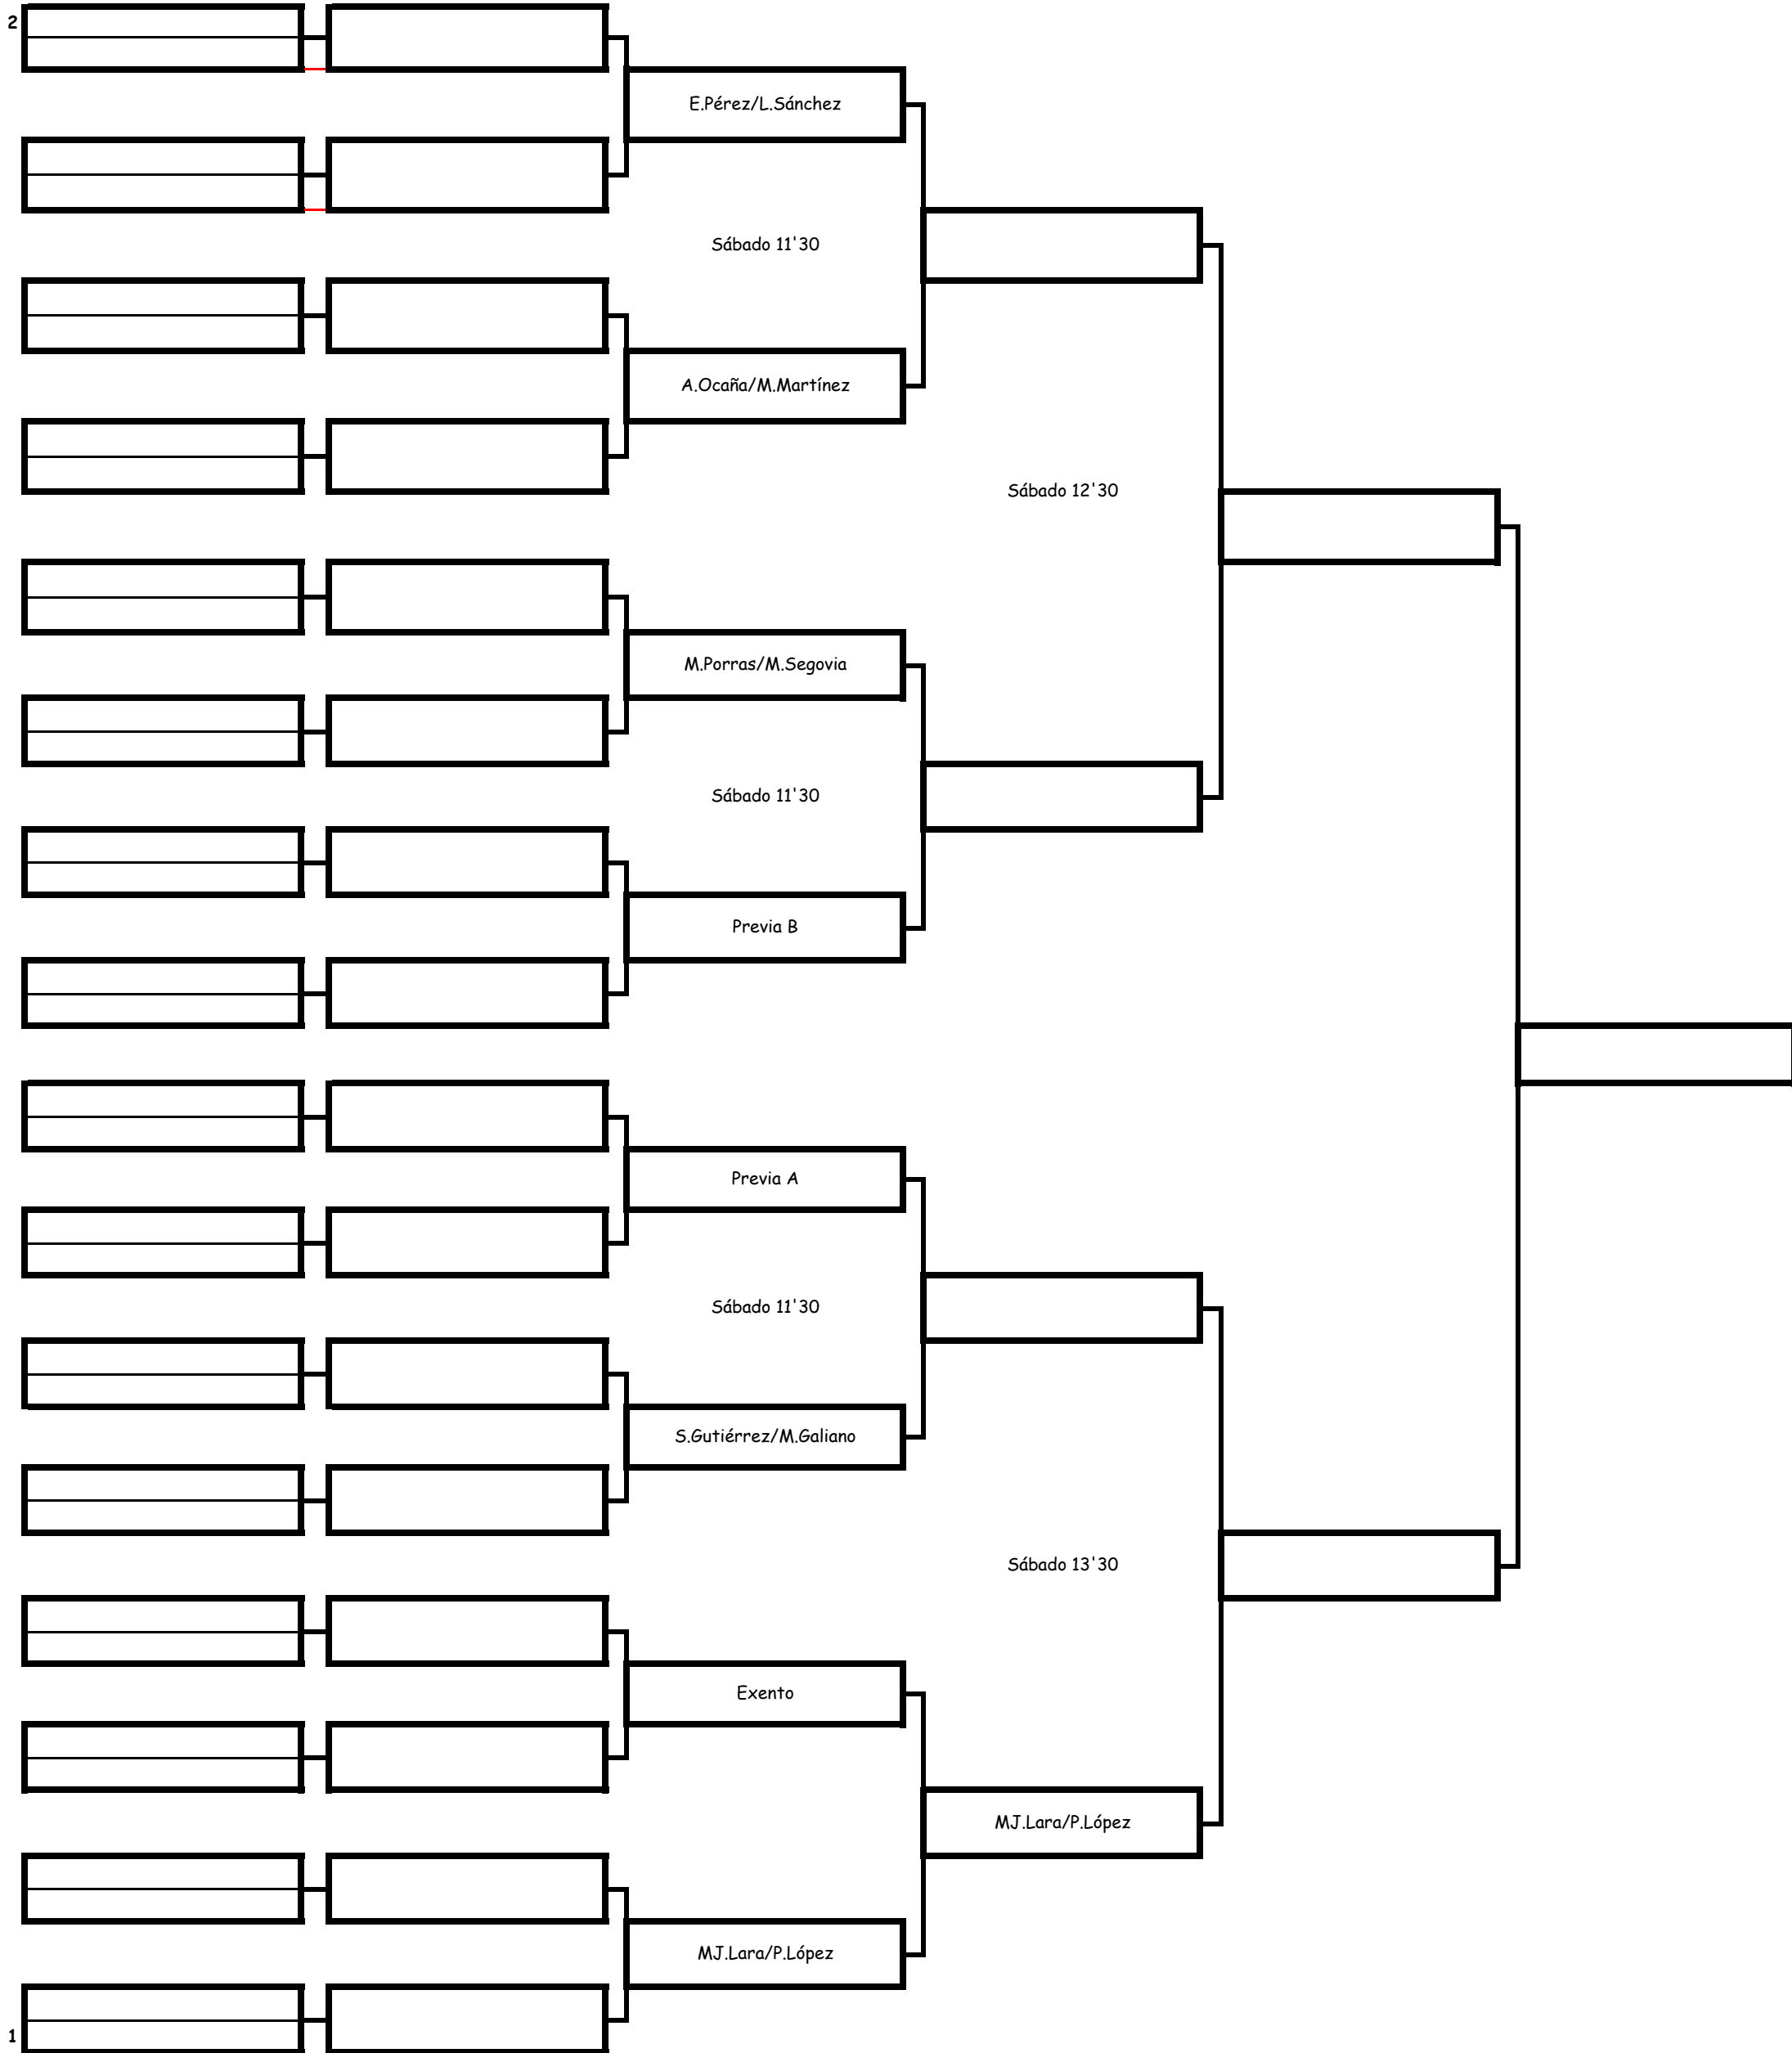 2
E.Pérez/L.Sánchez
Sábado 11'30
A.Ocaña/M.Martínez
Sábado 12'30
M.Porras/M.Segovia
Sábado 11'30
Previa B
Previa A
Sábado 11'30
S.Gutiérrez/M.Galiano
Sábado 13'30
Exento
MJ.Lara/P.López
MJ.Lara/P.López
1